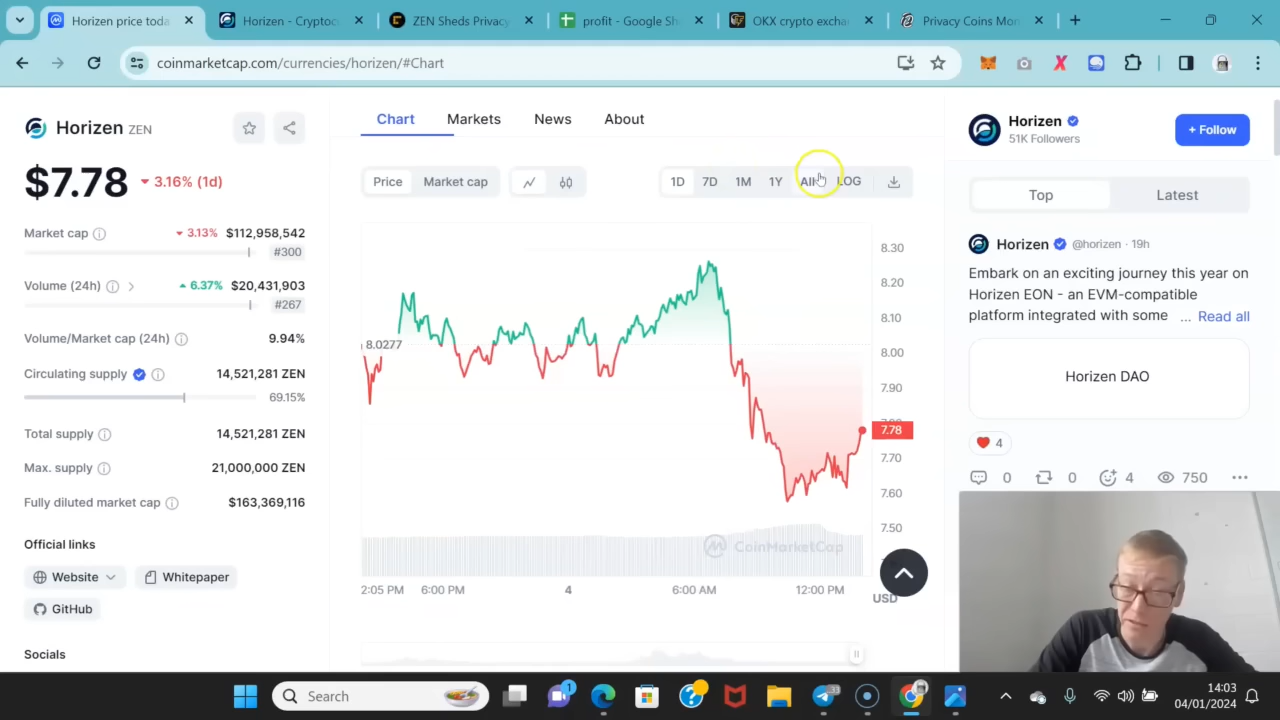 Horizen price toda
Horizen - Cryptoc
ZEN Sheds Privacy
profit - Google Sh
OKX crypto excha
Privacy Coins Mon
coinmarketcap.com/currencies/horizen/#Chart
Horizen ZEN
$7.78 3.16% (1d)
Market cap 3.13% $112,958,542
#300
Volume (24h) 6.37% $20,431,903
#267
Volume/Market cap (24h) 9.94%
Circulating supply 14,521,281 ZEN
69.15%
Total supply 14,521,281 ZEN
Max. supply 21,000,000 ZEN
Fully diluted market cap $163,369,116
Official links
Website
Whitepaper
GitHub
Socials
Chart Markets News About
Price Market cap
1D 7D 1M 1Y All LOG
8.30
8.20
8.10
8.0277
8.00
7.90
7.78
7.70
7.60
7.50
CoinMarketCap
2:05 PM 6:00 PM 4 6:00 AM 12:00 PM
USD
Horizen
51K Followers
+ Follow
Top Latest
Horizen @horizen · 19h
Embark on an exciting journey this year on
Horizen EON - an EVM-compatible
platform integrated with some ... Read all
Horizen DAO
4
0 0 4 750
Search
1
33
14:03
04/01/2024